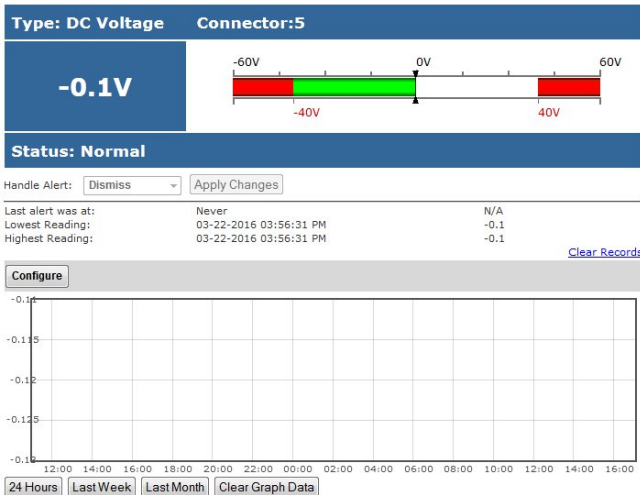 Type: DC Voltage Connector:5
-60V 0V 60V
-0.1V
-40V 40V
Status: Normal
Handle Alert: Dismiss Apply Changes
Last alert was at: Never N/A
Lowest Reading: 03-22-2016 03:56:31 PM -0.1
Highest Reading: 03-22-2016 03:56:31 PM -0.1
Clear Records
Configure
-0.11
-0.115
-0.12
-0.125
-0.13
12:00 14:00 16:00 18:00 20:00 22:00 00:00 02:00 04:00 06:00 08:00 10:00 12:00 14:00 16:00
24 Hours Last Week Last Month Clear Graph Data